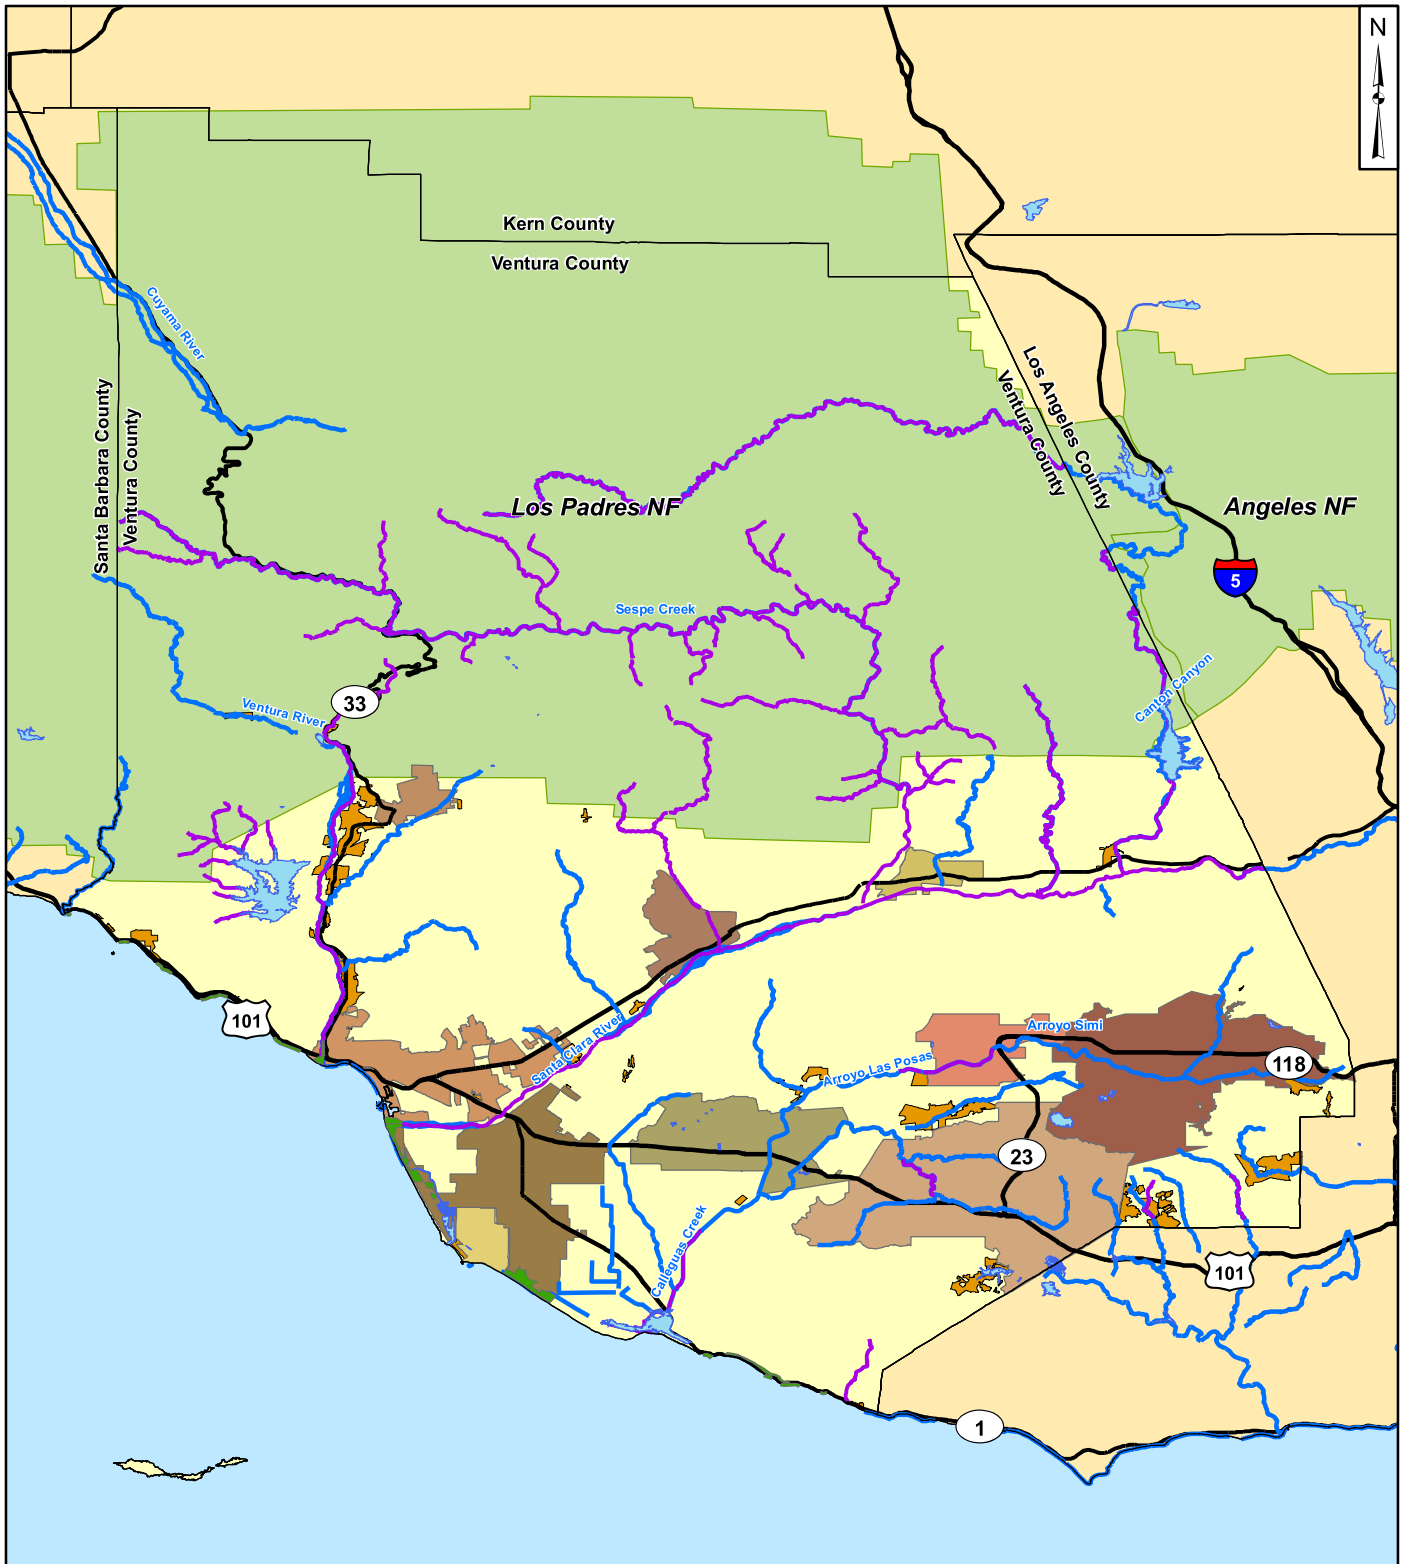 N
Kern County
Ventura County
Cuyama River
Los Angeles County
Ventura County
Santa Barbara County
Ventura County
Los Padres NF
Angeles NF
5
Sespe Creek
Canton Canyon
33
Ventura River
101
Santa Clara River
Arroyo Simi
Arroyo Las Posas
118
23
Calleguas Creek
101
1